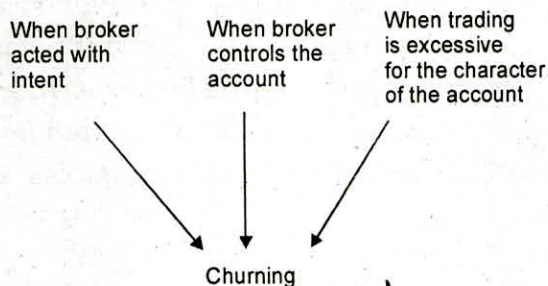 When broker
acted with
intent
When broker
controls the
account
When trading
is excessive
for the character
of the account
Churning